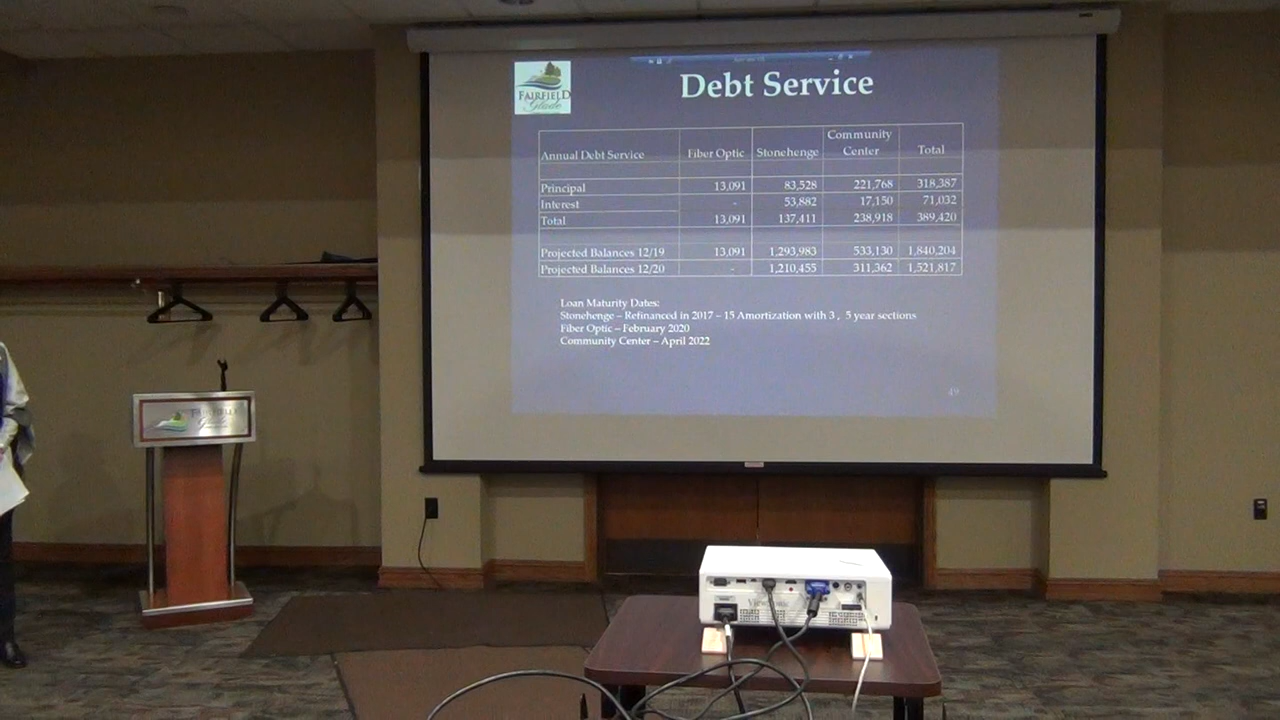 FAIRFIELD
Glade
Debt Service
Annual Debt Service Fiber Optic Stonehenge Community Center Total
Principal 13,091 83,528 221,768 318,387
Interest - 53,882 17,150 71,032
Total 13,091 137,411 238,918 389,420
Projected Balances 12/19 13,091 1,293,983 533,130 1,840,204
Projected Balances 12/20 - 1,210,455 311,362 1,521,817
Loan Maturity Dates:
Stonehenge – Refinanced in 2017 – 15 Amortization with 3 , 5 year sections
Fiber Optic – February 2020
Community Center – April 2022
49
FAIRFIELD
Glade
ViewSonic